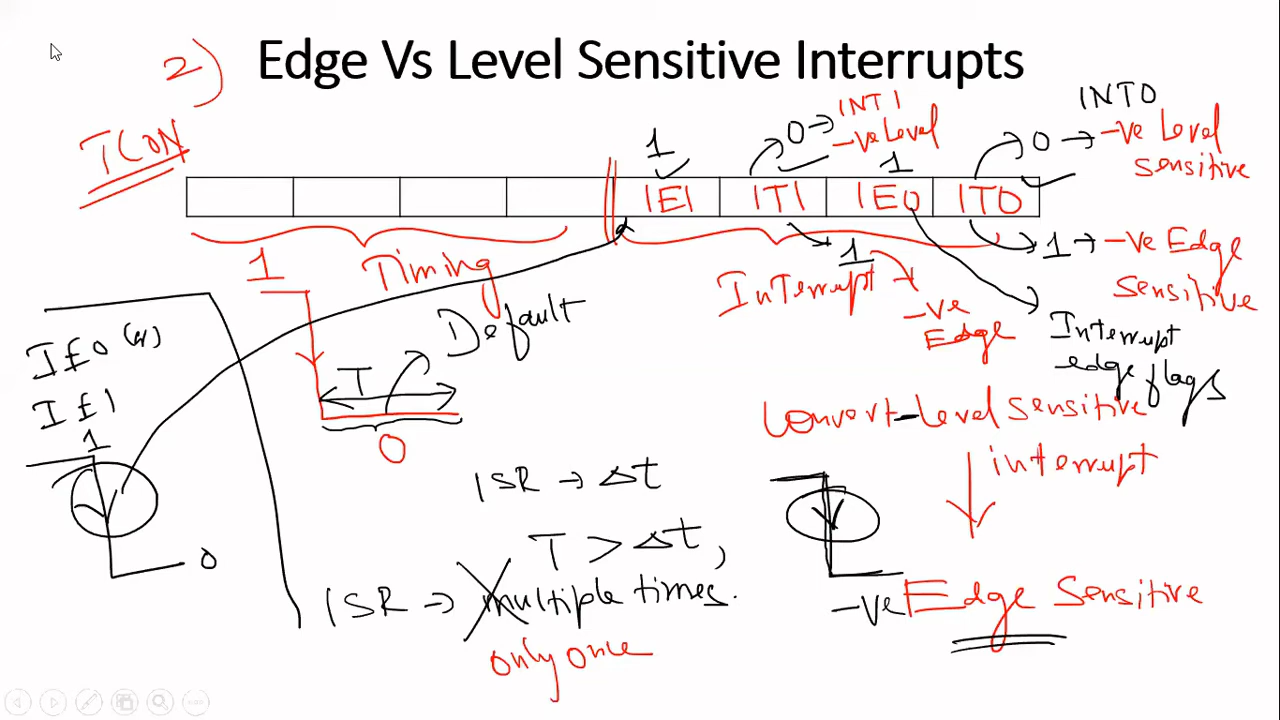 Edge Vs Level Sensitive Interrupts
2)
TCON
INT1
0 → -ve Level
INT0
0 → -ve Level
Sensitive
1
1
IE1 IT1 IE0 IT0
Timing
Interrupt
1
-ve
Edge
1 → -ve Edge
Sensitive
Interrupt
edge flags
1
Default
T
0
IE0 (or)
IE1
1
0
Convert Level Sensitive
interrupt
-ve Edge Sensitive
ISR → Δt
T > Δt,
ISR → multiple times.
only once